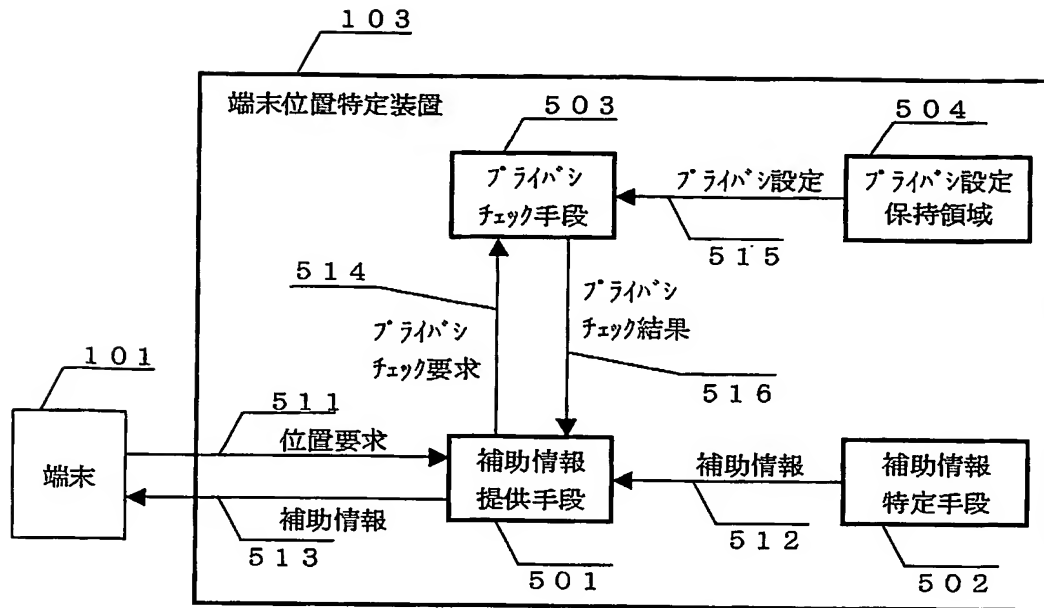 １０３
端末位置特定装置
５０３
プライバシ
チェック手段
プライバシ設定
５１５
５０４
プライバシ設定
保持領域
５１４
プライバシ
チェック要求
プライバシ
チェック結果
５１６
１０１
端末
５１１
位置要求
補助情報
５１３
補助情報
提供手段
５０１
補助情報
５１２
補助情報
特定手段
５０２